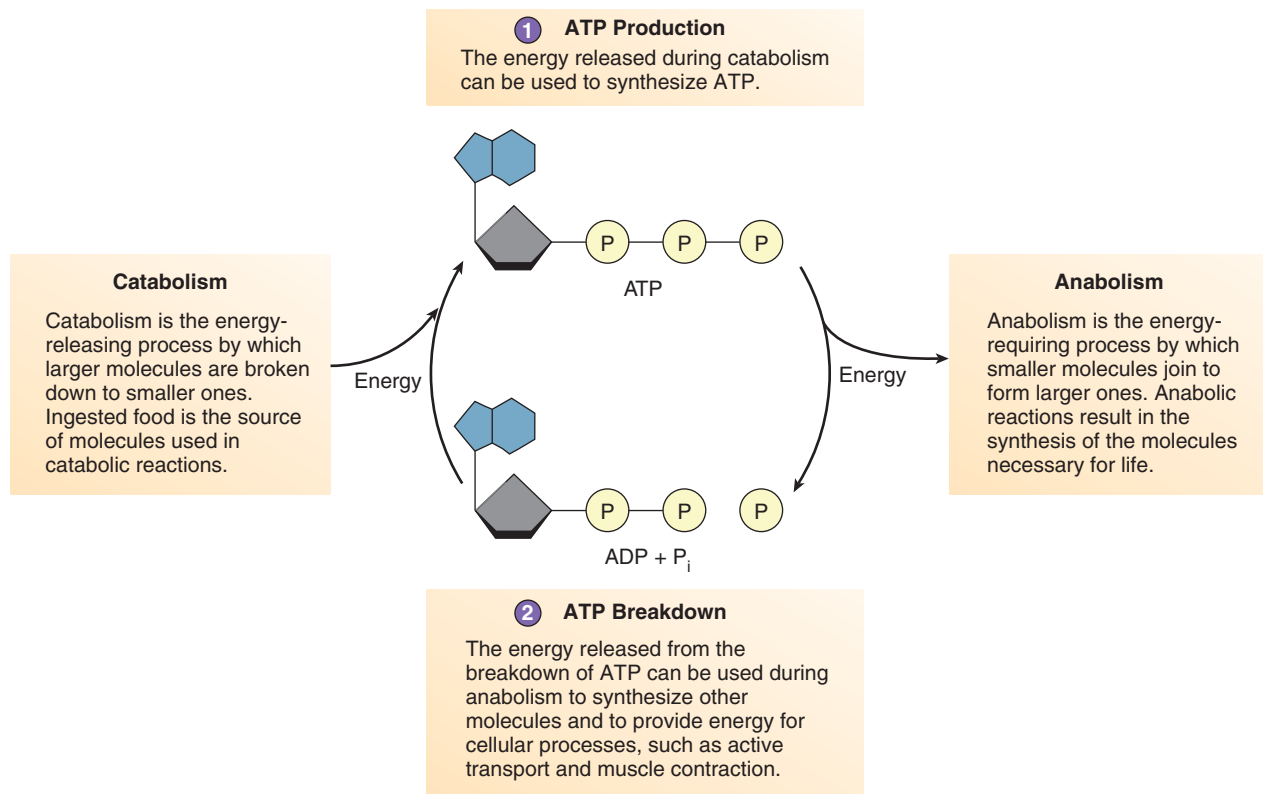 1 ATP Production
The energy released during catabolism
can be used to synthesize ATP.
P P P
ATP
Catabolism
Catabolism is the energy-
releasing process by which
larger molecules are broken
down to smaller ones.
Ingested food is the source
of molecules used in
catabolic reactions.
Energy
Energy
Anabolism
Anabolism is the energy-
requiring process by which
smaller molecules join to
form larger ones. Anabolic
reactions result in the
synthesis of the molecules
necessary for life.
P P P
ADP + Pi
2 ATP Breakdown
The energy released from the
breakdown of ATP can be used during
anabolism to synthesize other
molecules and to provide energy for
cellular processes, such as active
transport and muscle contraction.